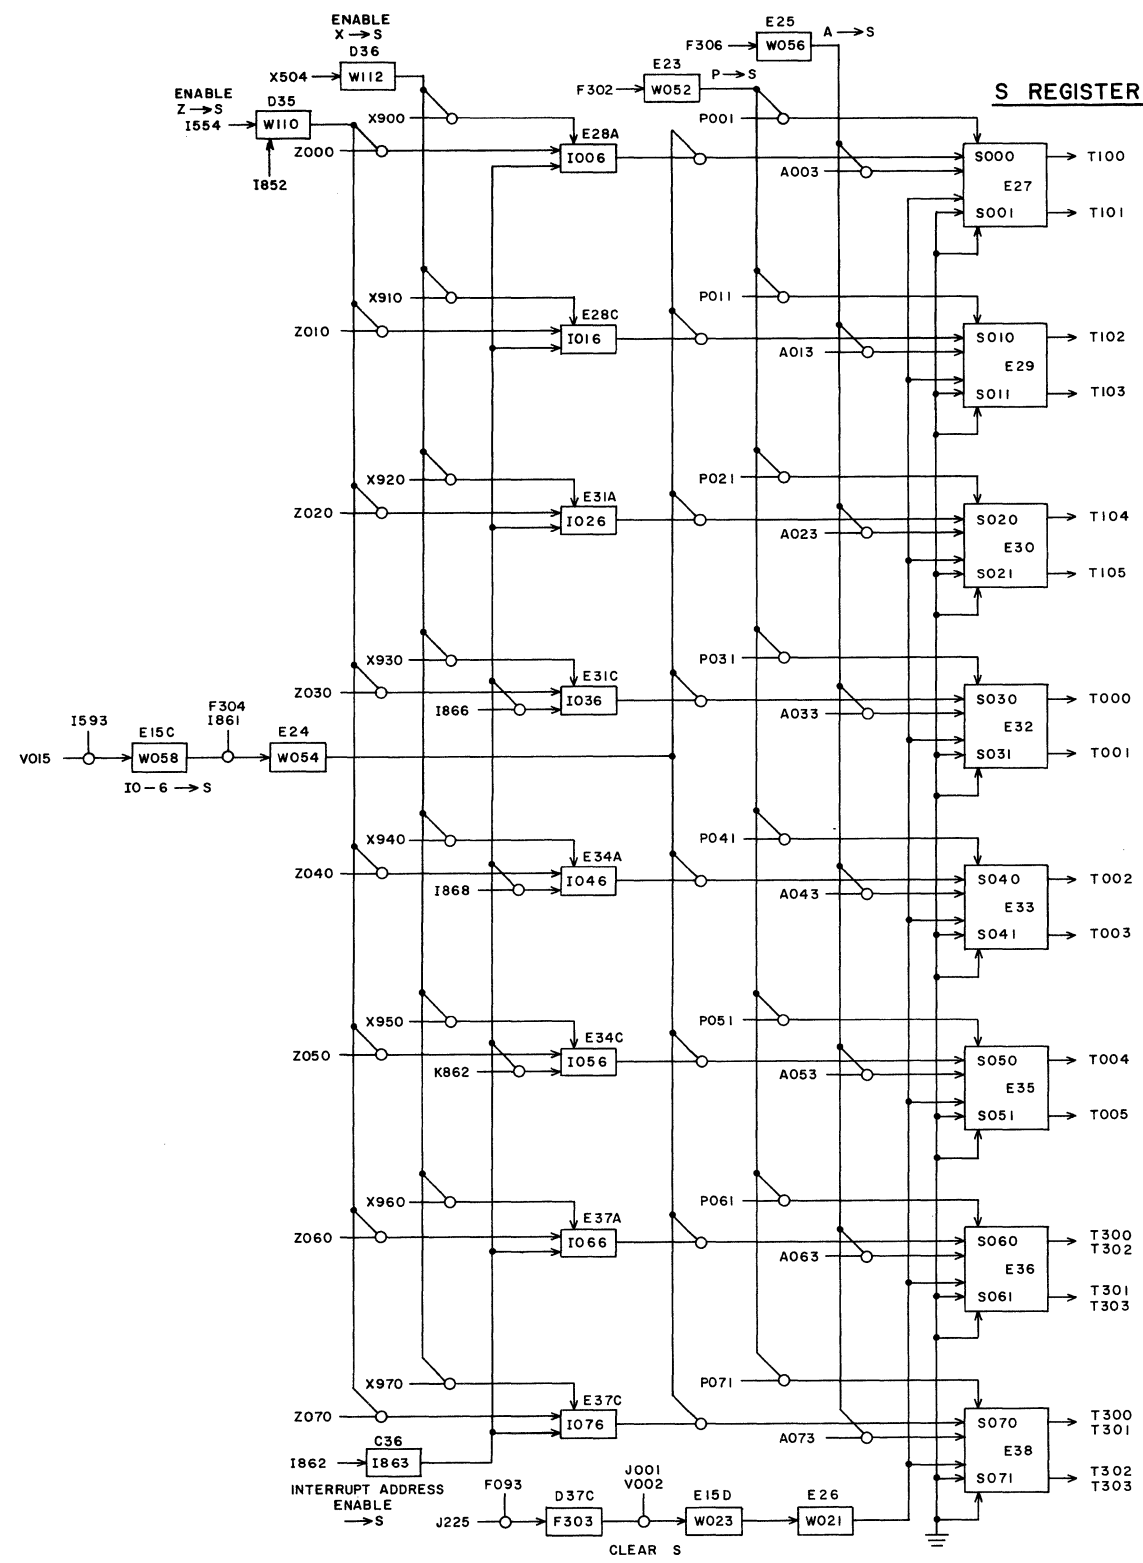 ENABLE
X → S
D36
X504
W112
E25
A → S
F306
W056
E23
P → S
F302
W052
S REGISTER
ENABLE
Z → S
D35
I554
W110
I852
X900
Z000
E28A
I006
P001
A003
S000
E27
S001
T100
T101
X910
Z010
E28C
I016
P011
A013
S010
E29
S011
T102
T103
X920
Z020
E31A
I026
P021
A023
S020
E30
S021
T104
T105
X930
Z030
E31C
I036
I866
P031
A033
S030
E32
S031
T000
T001
I593
V015
E15C
W058
I0-6 → S
F304
I861
E24
W054
X940
Z040
E34A
I046
I868
P041
A043
S040
E33
S041
T002
T003
X950
Z050
E34C
I056
K862
P051
A053
S050
E35
S051
T004
T005
X960
Z060
E37A
I066
P061
A063
S060
E36
S061
T300
T302
T301
T303
X970
Z070
E37C
I076
P071
A073
S070
E38
S071
T300
T301
T302
T303
C36
I862
I863
INTERRUPT ADDRESS
ENABLE
→ S
F093
J225
D37C
F303
J001
V002
E15D
W023
E26
W021
CLEAR S